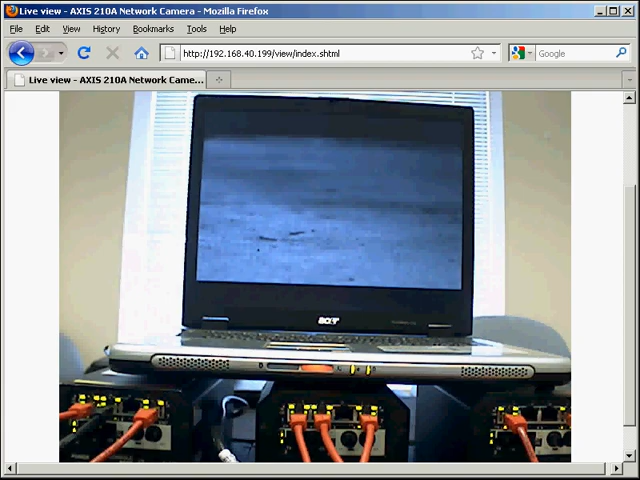 Live view - AXIS 210A Network Camera - Mozilla Firefox
File Edit View History Bookmarks Tools Help
http://192.168.40.199/view/index.shtml
Google
Live view - AXIS 210A Network Came...
acer